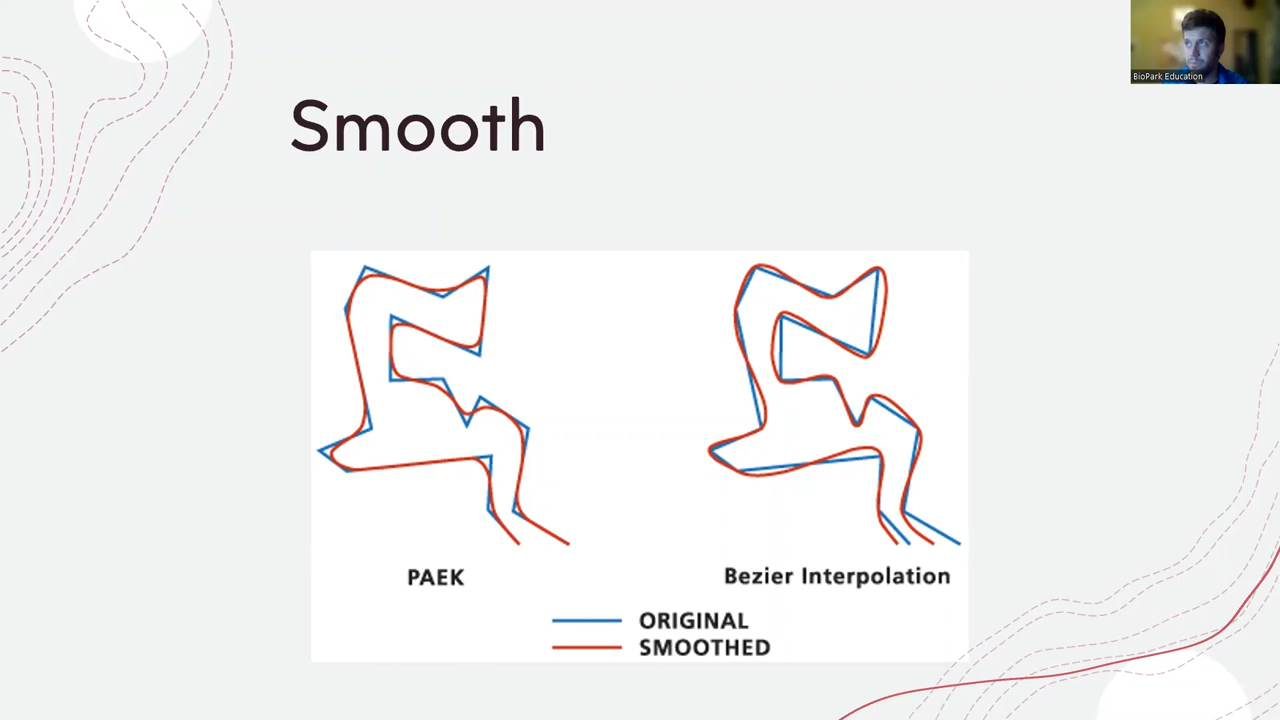 BioPark Education
Smooth
PAEK
Bezier Interpolation
ORIGINAL
SMOOTHED